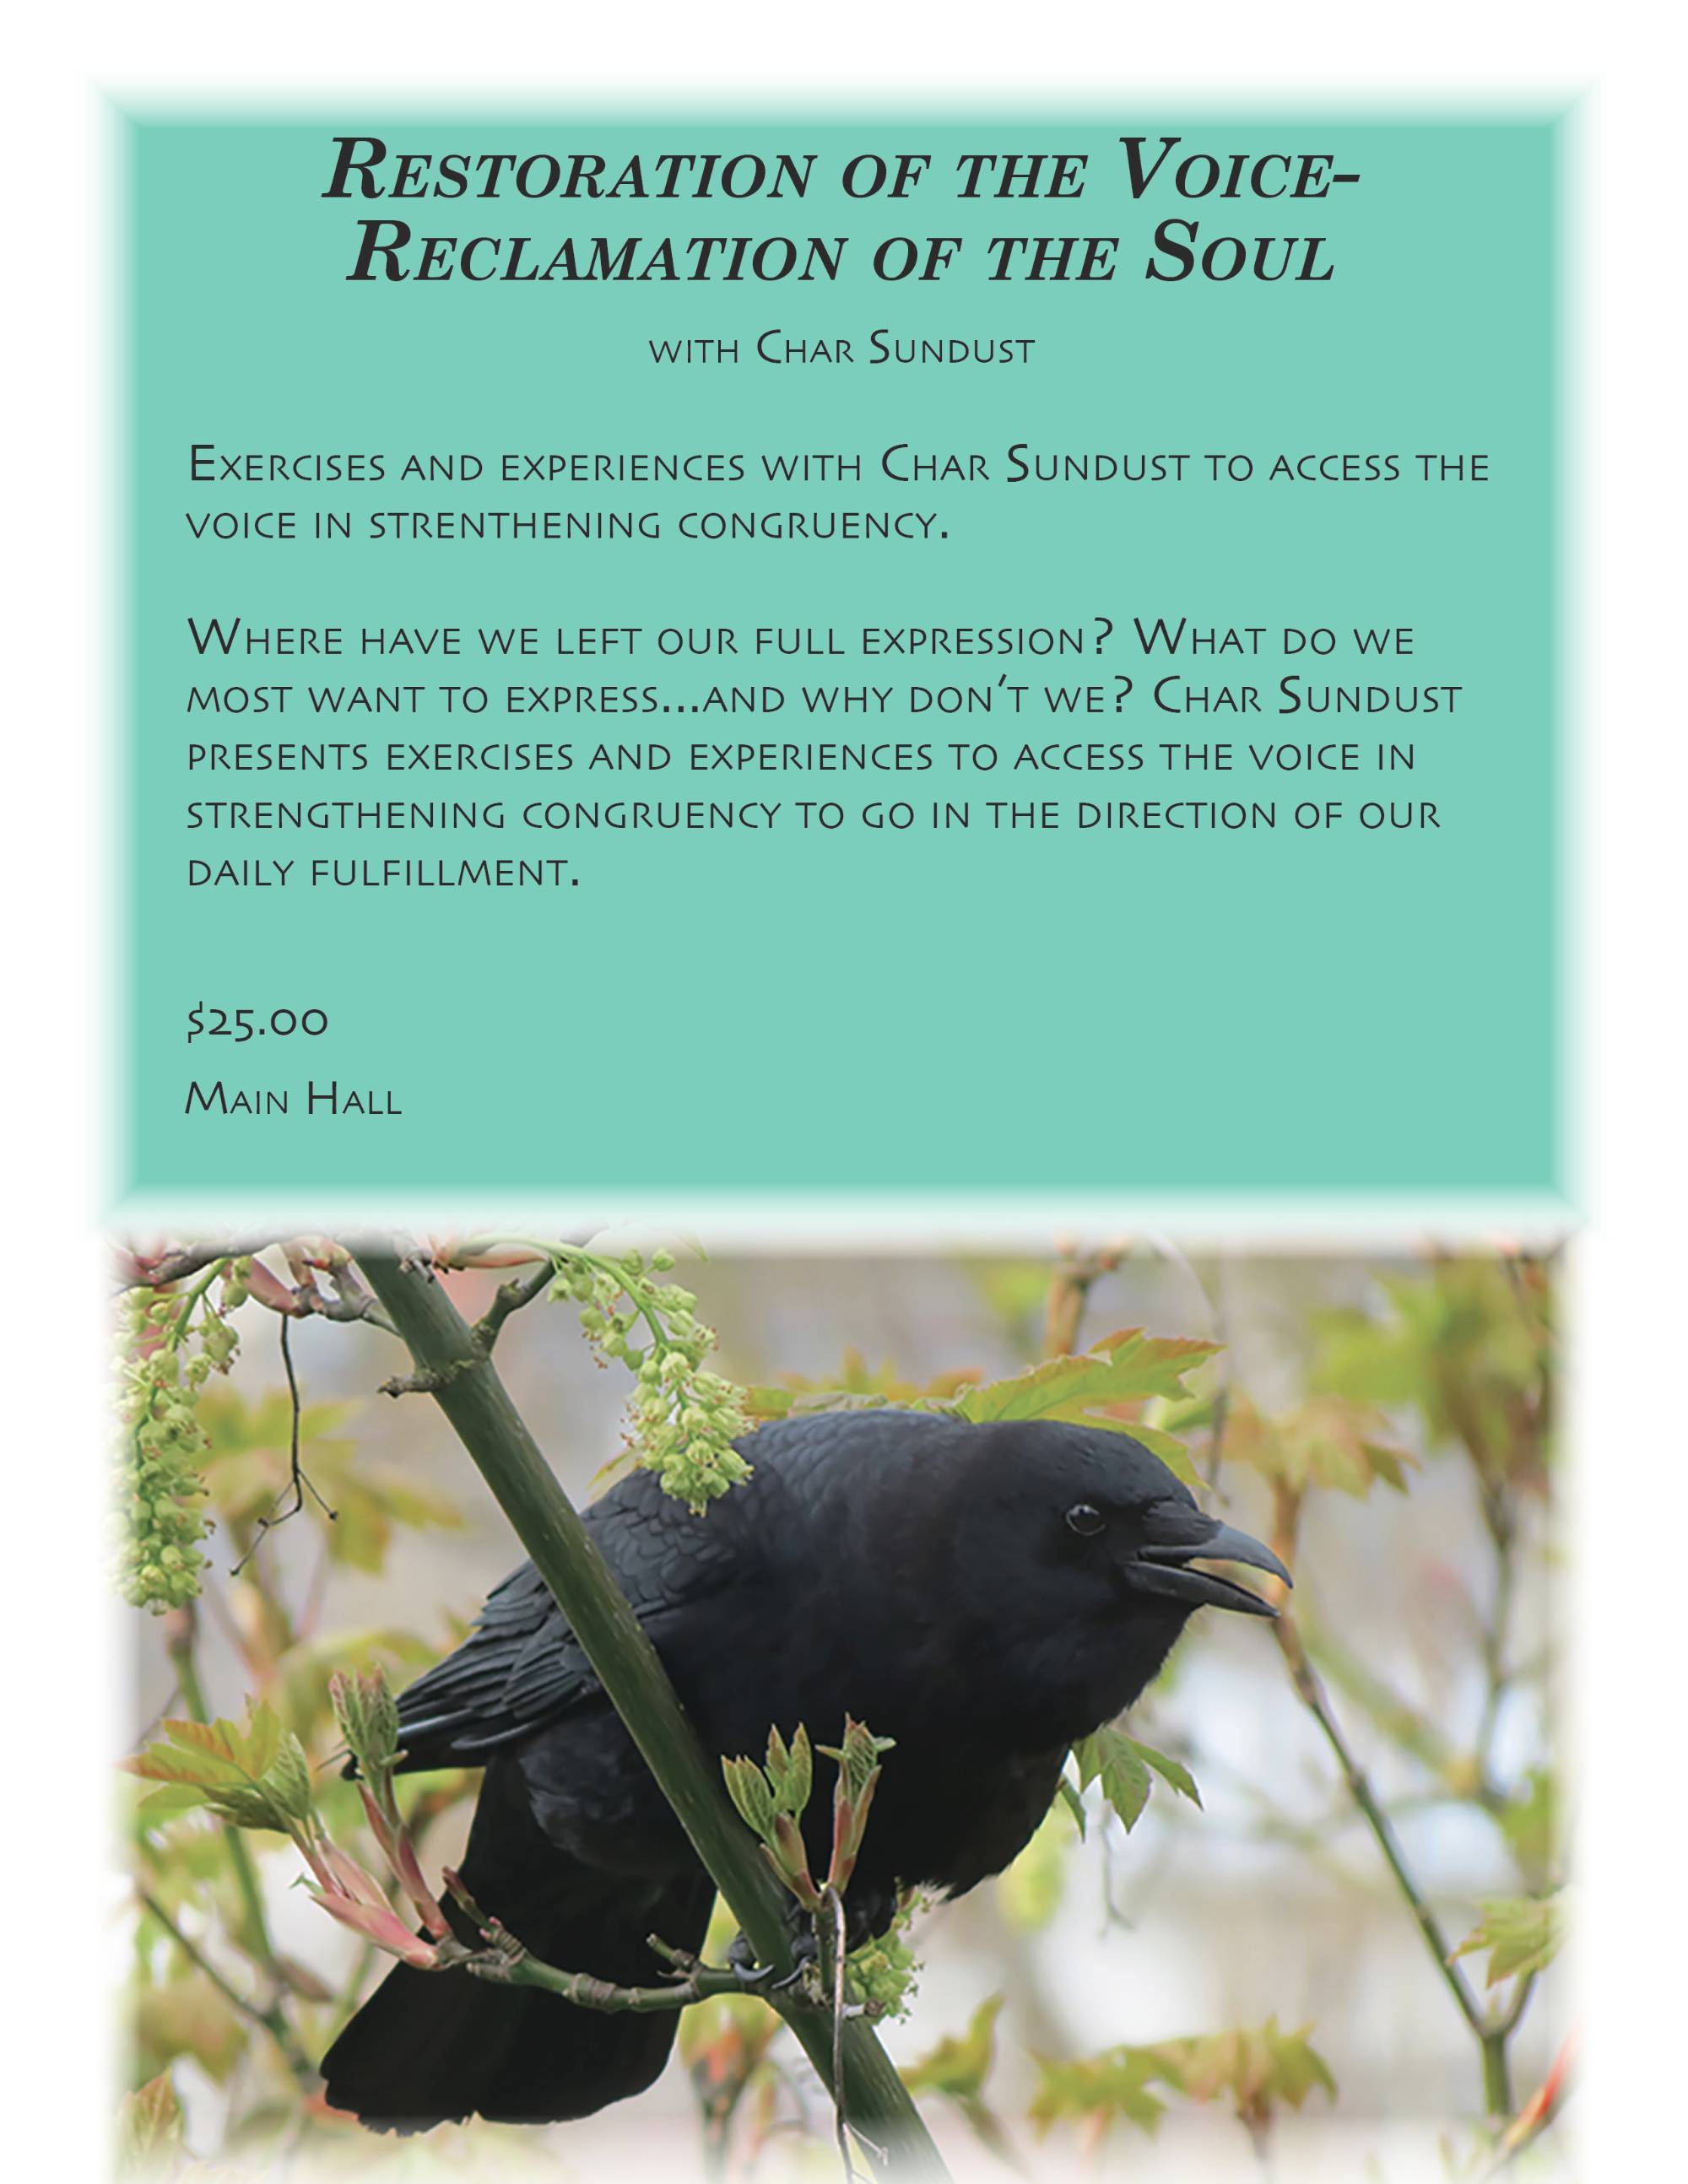 Restoration of the Voice-
Reclamation of the Soul
with Char Sundust
Exercises and experiences with Char Sundust to access the
voice in strenthening congruency.
Where have we left our full expression? What do we
most want to express...and why don't we? Char Sundust
presents exercises and experiences to access the voice in
strengthening congruency to go in the direction of our
daily fulfillment.
$25.00
Main Hall